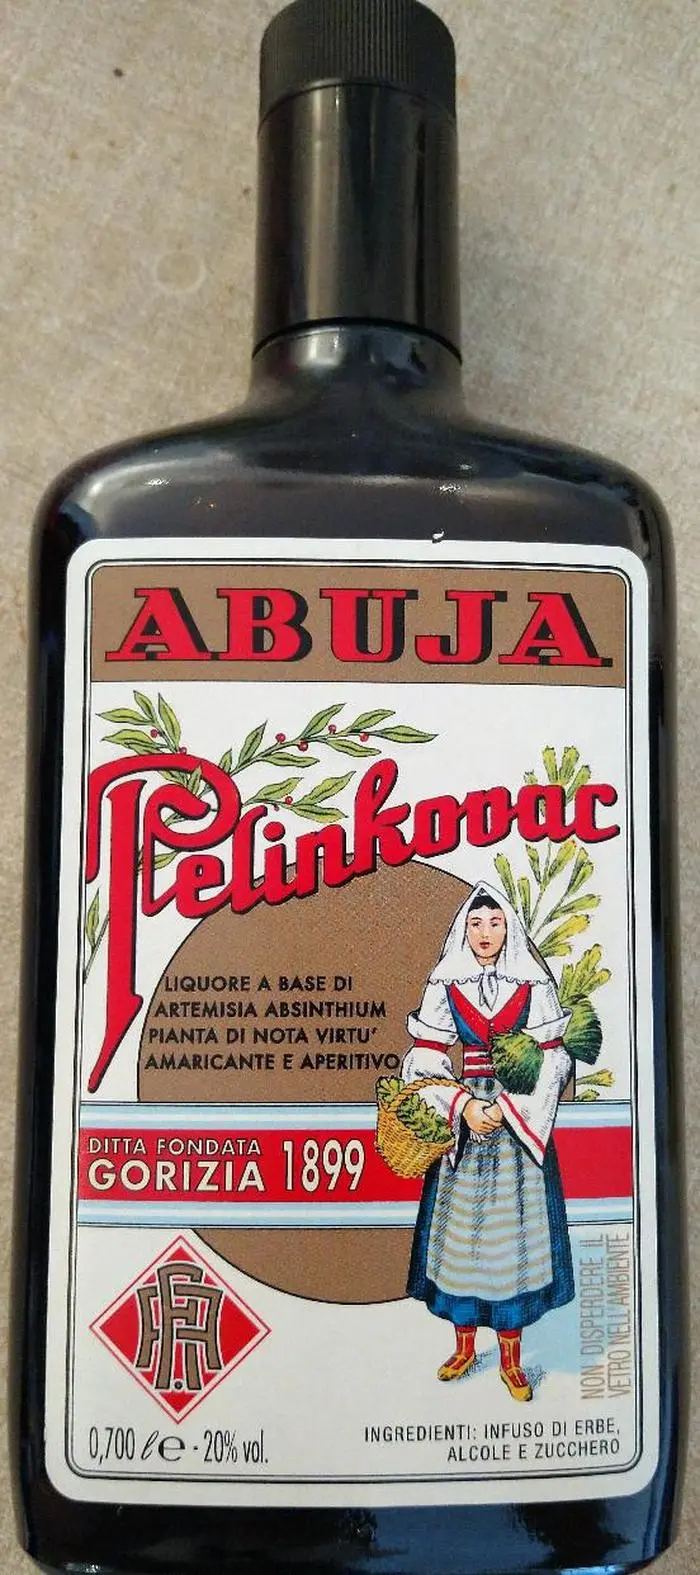 ABUJA
Pelinkovac
LIQUORE A BASE DI
ARTEMISIA ABSINTHIUM
PIANTA DI NOTA VIRTU'
AMARICANTE E APERITIVO
DITTA FONDATA
GORIZIA 1899
0,700 l e · 20% vol.
INGREDIENTI: INFUSO DI ERBE,
ALCOLE E ZUCCHERO
NON DISPERDERE IL
VETRO NELL'AMBIENTE